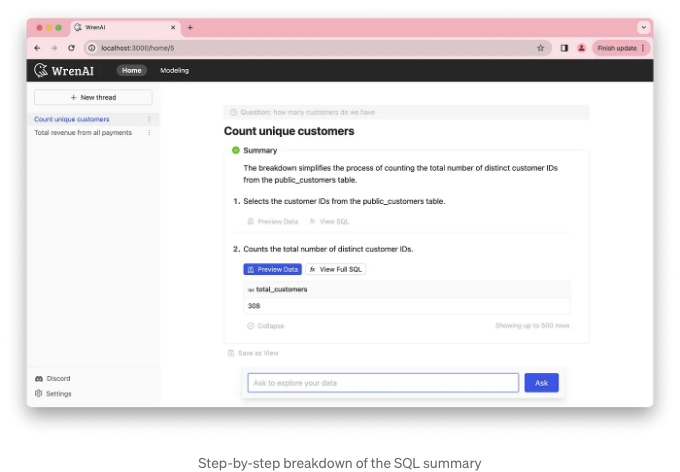 WrenAI
localhost:3000/home/6
Finish update
WrenAI
Home
Modeling
+ New thread
Count unique customers
Total revenue from all payments
Discord
Settings
Question: how many customers do we have
Count unique customers
Summary
The breakdown simplifies the process of counting the total number of distinct customer IDs
from the public_customers table.
1. Selects the customer IDs from the public_customers table.
Preview Data
View SQL
2. Counts the total number of distinct customer IDs.
Preview Data
View Full SQL
total_customers
308
Collapse
Showing up to 500 rows
Save as View
Ask to explore your data
Ask
Step-by-step breakdown of the SQL summary